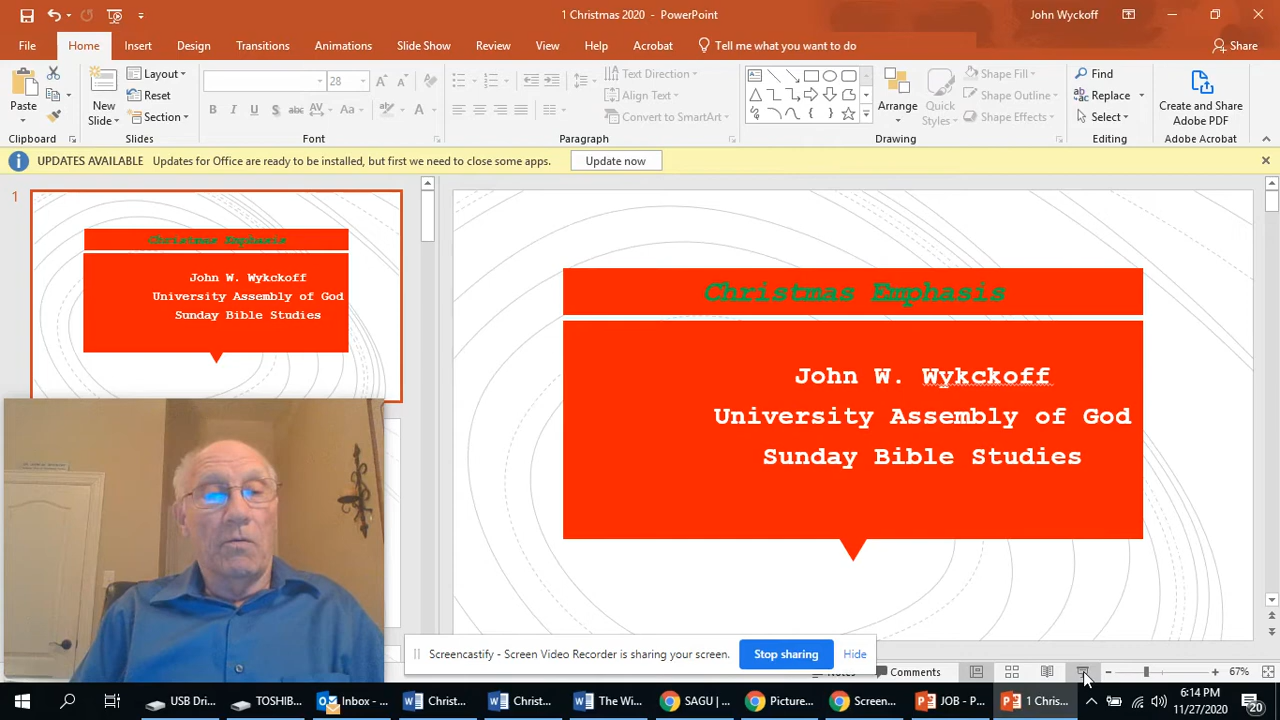 1 Christmas 2020 - PowerPoint
John Wyckoff
File Home Insert Design Transitions Animations Slide Show Review View Help Acrobat Tell me what you want to do Share
Paste
New Slide
Layout
Reset
Section
28
Text Direction
Align Text
Convert to SmartArt
Arrange
Quick Styles
Shape Fill
Shape Outline
Shape Effects
Find
Replace
Select
Create and Share Adobe PDF
Clipboard Slides Font Paragraph Drawing Editing Adobe Acrobat
UPDATES AVAILABLE Updates for Office are ready to be installed, but first we need to close some apps. Update now
1
Christmas Emphasis
John W. Wykckoff
University Assembly of God
Sunday Bible Studies
Christmas Emphasis
John W. Wykckoff
University Assembly of God
Sunday Bible Studies
Screencastify - Screen Video Recorder is sharing your screen. Stop sharing Hide
Comments
67%
USB Dri...
TOSHIB...
Inbox - ...
Christ...
Christ...
The Wi...
SAGU |...
Picture...
Screen...
JOB - P...
1 Chris...
6:14 PM
11/27/2020
20